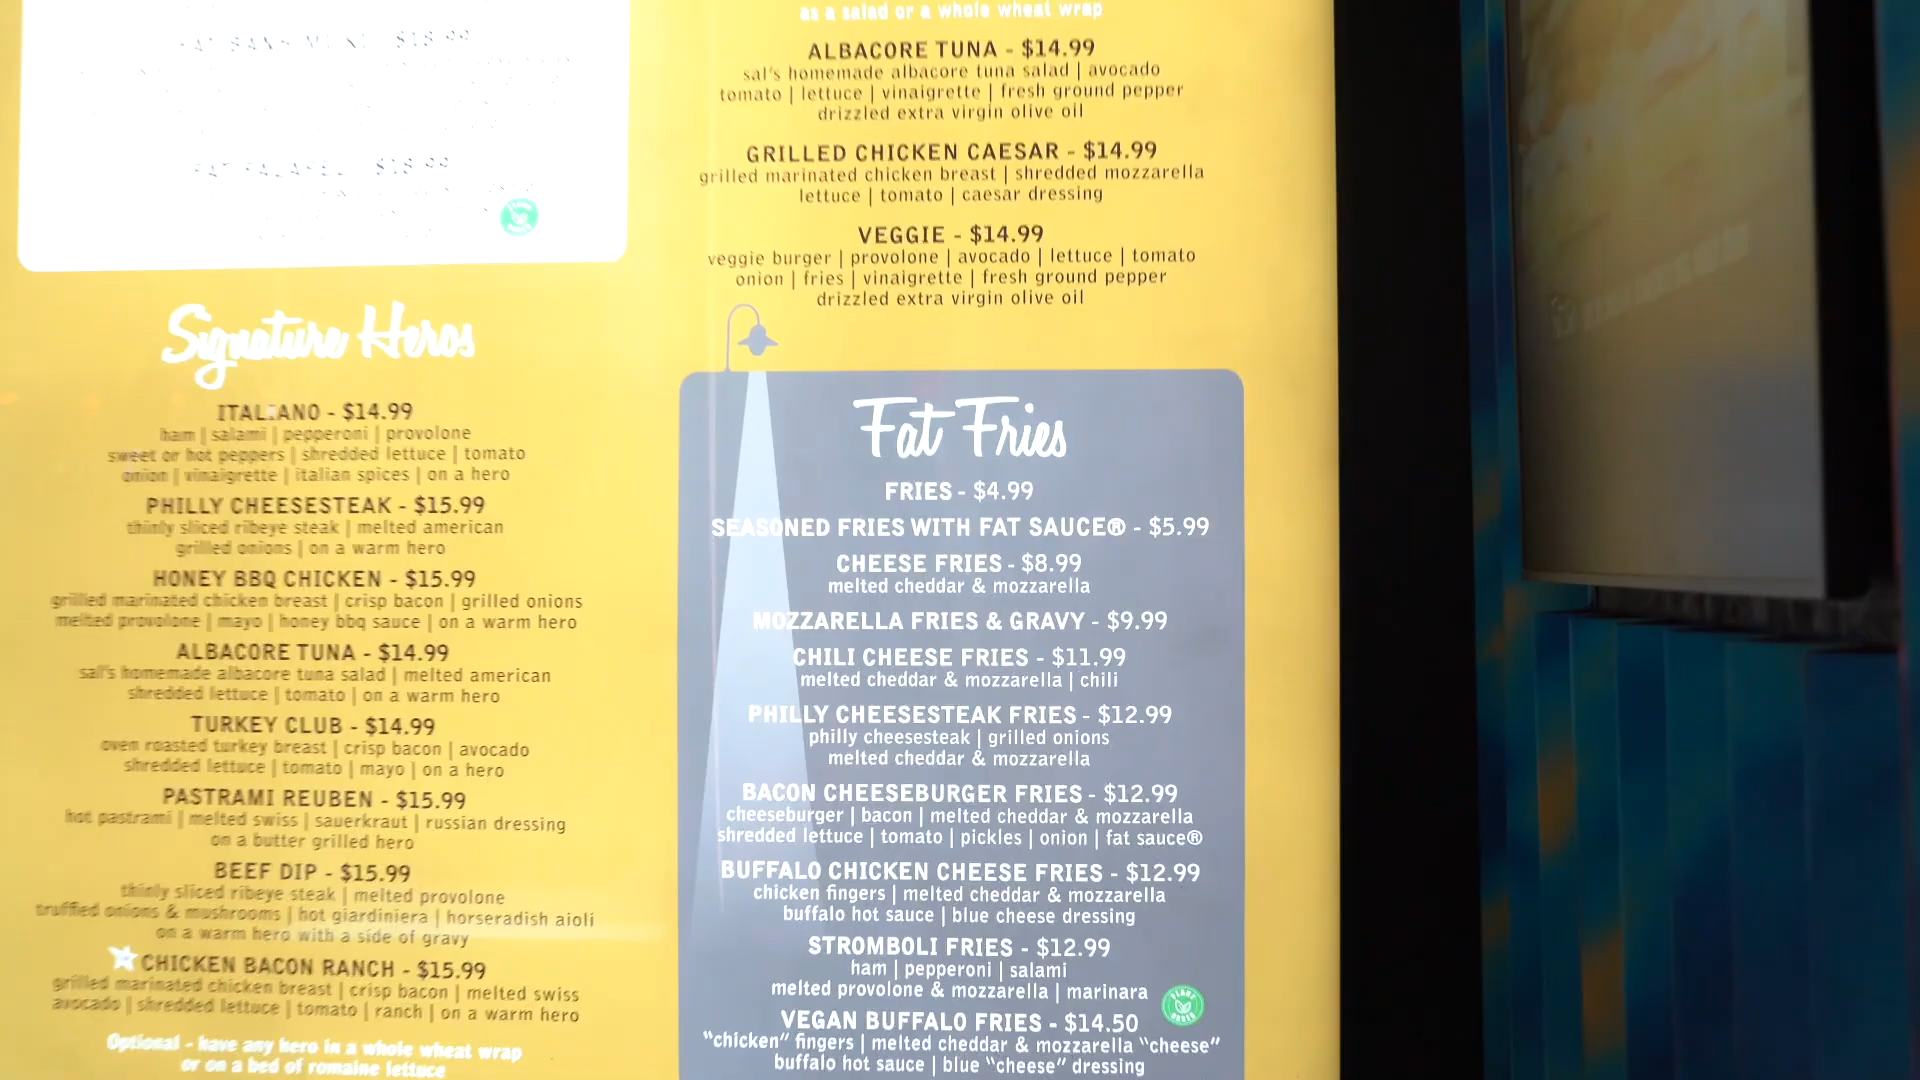 $18.99
$18.99
Signature Heros
ITALIANO - $14.99
ham | salami | pepperoni | provolone
sweet or hot peppers | shredded lettuce | tomato
onion | vinaigrette | italian spices | on a hero
PHILLY CHEESESTEAK - $15.99
thinly sliced ribeye steak | melted american
grilled onions | on a warm hero
HONEY BBQ CHICKEN - $15.99
grilled marinated chicken breast | crisp bacon | grilled onions
melted provolone | mayo | honey bbq sauce | on a warm hero
ALBACORE TUNA - $14.99
sal's homemade albacore tuna salad | melted american
shredded lettuce | tomato | on a warm hero
TURKEY CLUB - $14.99
oven roasted turkey breast | crisp bacon | avocado
shredded lettuce | tomato | mayo | on a hero
PASTRAMI REUBEN - $15.99
hot pastrami | melted swiss | sauerkraut | russian dressing
on a butter grilled hero
BEEF DIP - $15.99
thinly sliced ribeye steak | melted provolone
truffled onions & mushrooms | hot giardiniera | horseradish aioli
on a warm hero with a side of gravy
CHICKEN BACON RANCH - $15.99
grilled marinated chicken breast | crisp bacon | melted swiss
avocado | shredded lettuce | tomato | ranch | on a warm hero
Optional - have any hero in a whole wheat wrap
or on a bed of romaine lettuce
as a salad or a whole wheat wrap
ALBACORE TUNA - $14.99
sal's homemade albacore tuna salad | avocado
tomato | lettuce | vinaigrette | fresh ground pepper
drizzled extra virgin olive oil
GRILLED CHICKEN CAESAR - $14.99
grilled marinated chicken breast | shredded mozzarella
lettuce | tomato | caesar dressing
VEGGIE - $14.99
veggie burger | provolone | avocado | lettuce | tomato
onion | fries | vinaigrette | fresh ground pepper
drizzled extra virgin olive oil
Fat Fries
FRIES - $4.99
SEASONED FRIES WITH FAT SAUCE® - $5.99
CHEESE FRIES - $8.99
melted cheddar & mozzarella
MOZZARELLA FRIES & GRAVY - $9.99
CHILI CHEESE FRIES - $11.99
melted cheddar & mozzarella | chili
PHILLY CHEESESTEAK FRIES - $12.99
philly cheesesteak | grilled onions
melted cheddar & mozzarella
BACON CHEESEBURGER FRIES - $12.99
cheeseburger | bacon | melted cheddar & mozzarella
shredded lettuce | tomato | pickles | onion | fat sauce®
BUFFALO CHICKEN CHEESE FRIES - $12.99
chicken fingers | melted cheddar & mozzarella
buffalo hot sauce | blue cheese dressing
STROMBOLI FRIES - $12.99
ham | pepperoni | salami
melted provolone & mozzarella | marinara
PLANT
BASED
VEGAN BUFFALO FRIES - $14.50
"chicken" fingers | melted cheddar & mozzarella "cheese"
buffalo hot sauce | blue "cheese" dressing